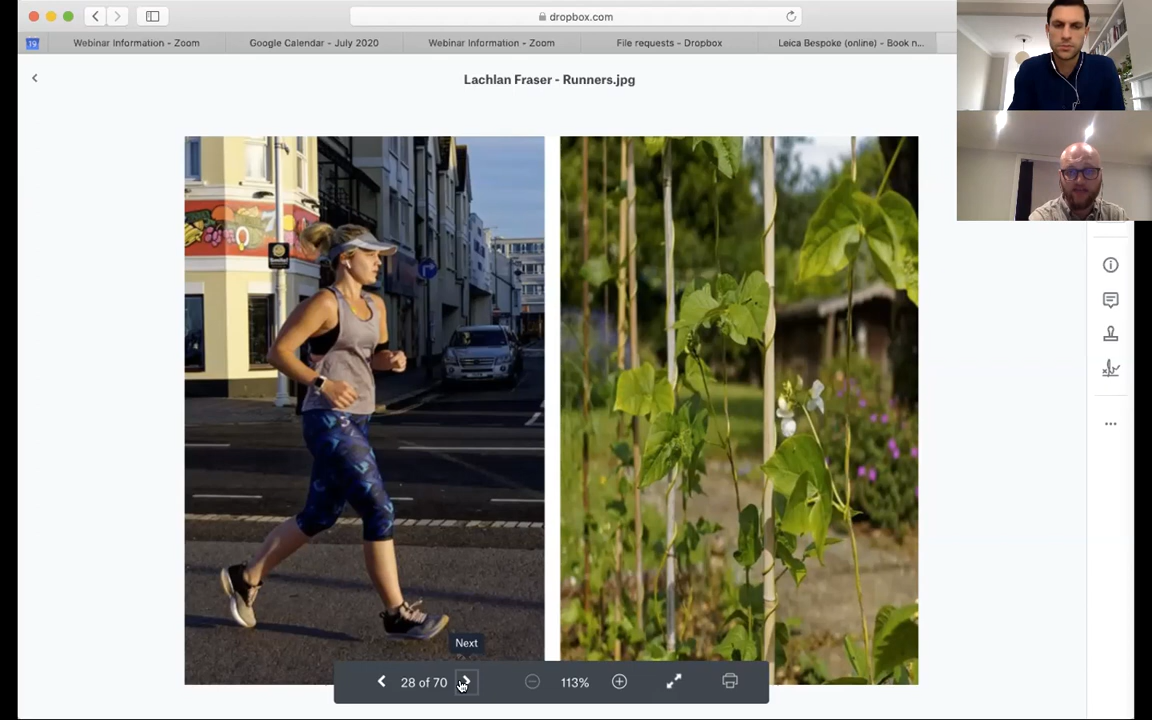 dropbox.com
19
Webinar Information - Zoom
Google Calendar - July 2020
Webinar Information - Zoom
File requests - Dropbox
Leica Bespoke (online) - Book n...
Lachlan Fraser - Runners.jpg
Next
28 of 70
113%